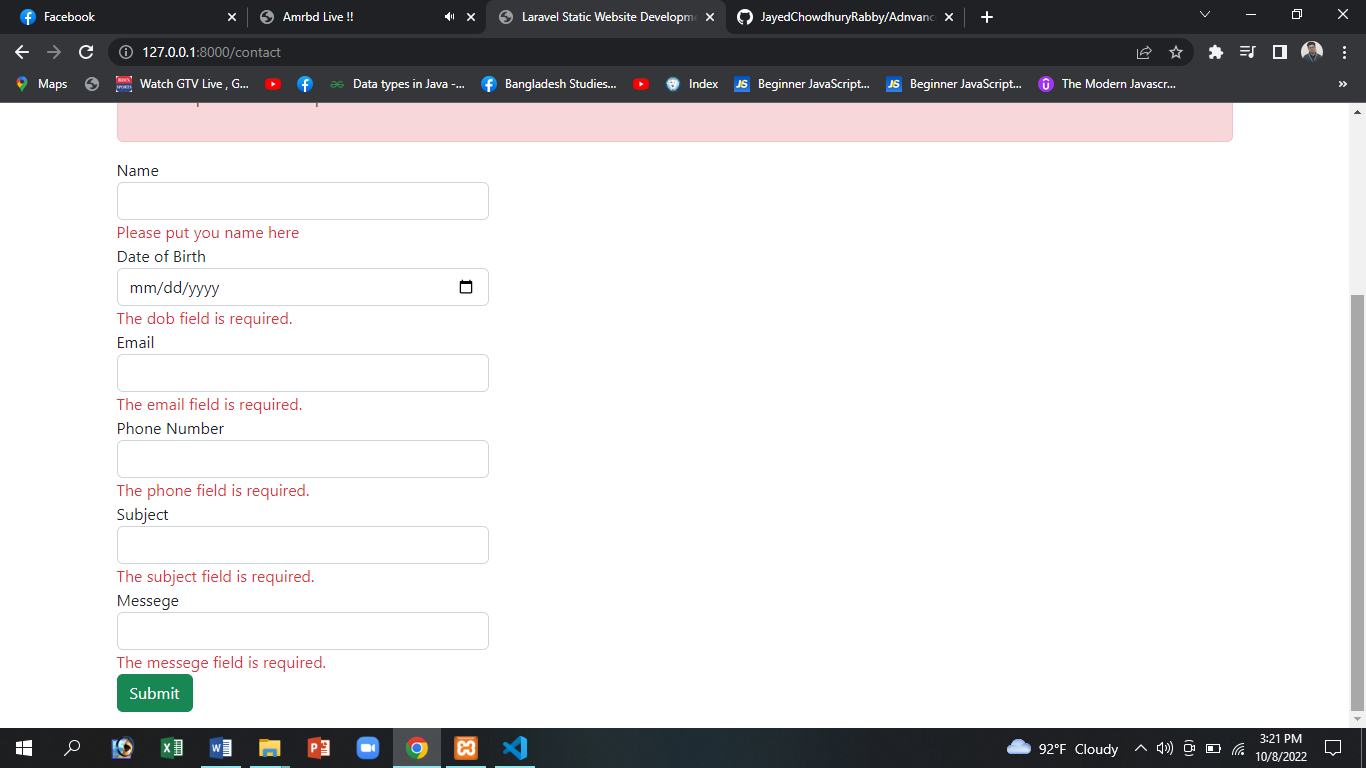 Facebook
Amrbd Live !!
Laravel Static Website Developm
JayedChowdhuryRabby/Adnvanc
127.0.0.1:8000/contact
Maps
Watch GTV Live , G...
Data types in Java -...
Bangladesh Studies...
Index
JS
Beginner JavaScript...
JS
Beginner JavaScript...
The Modern Javascr...
Name
Please put you name here
Date of Birth
mm/dd/yyyy
The dob field is required.
Email
The email field is required.
Phone Number
The phone field is required.
Subject
The subject field is required.
Messege
The messege field is required.
Submit
92°F Cloudy
3:21 PM
10/8/2022